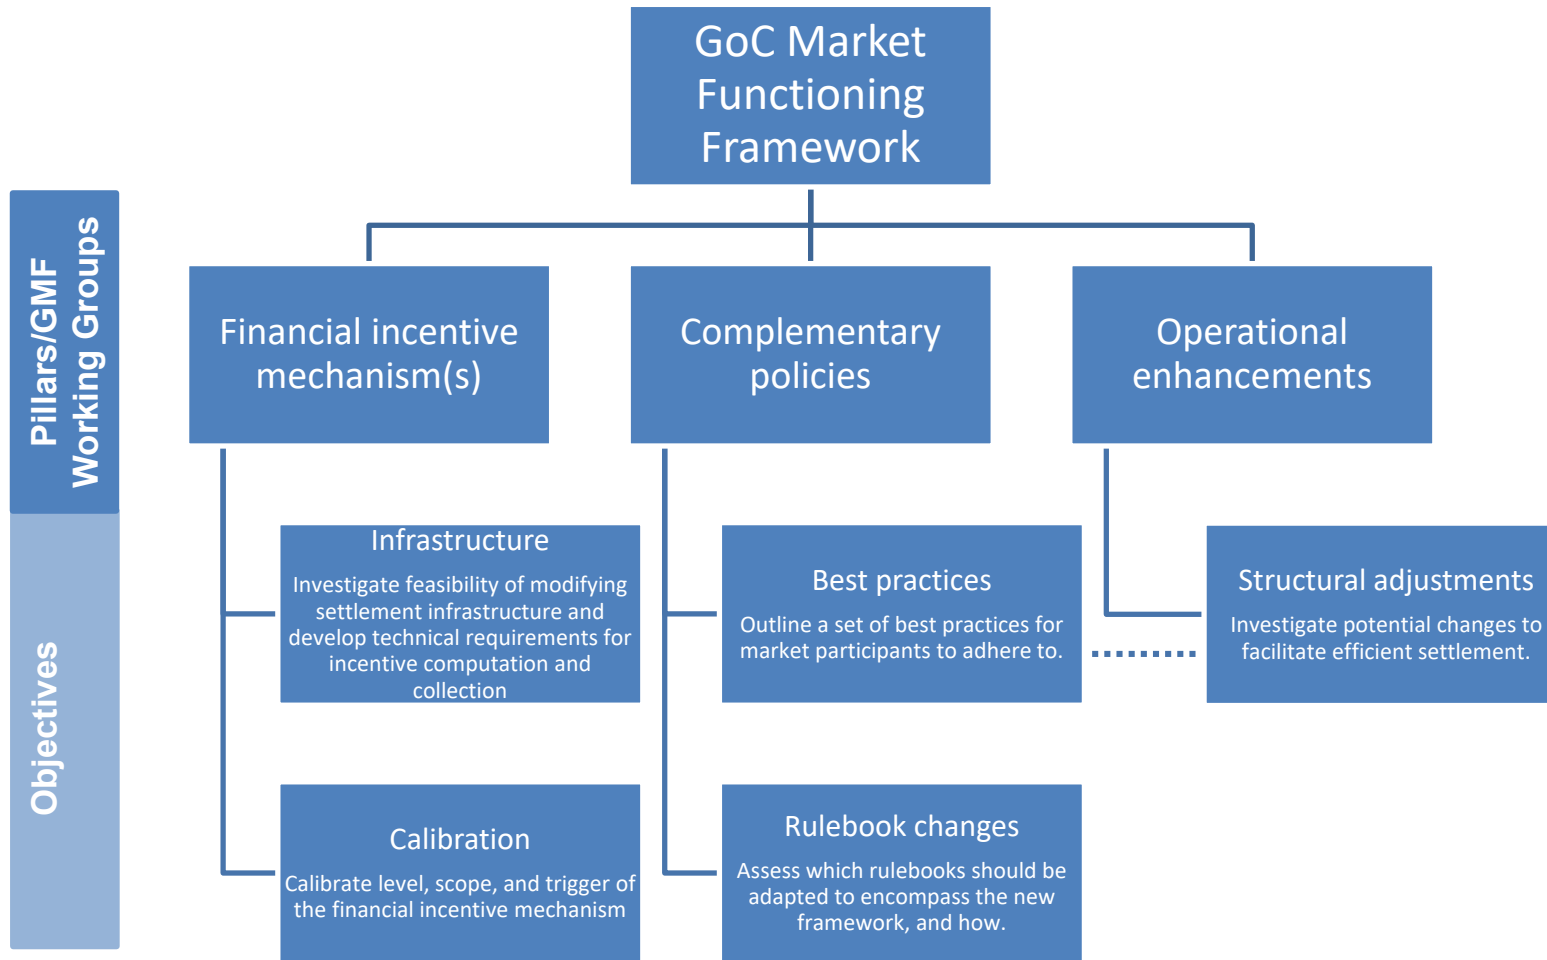 GoC Market
Functioning
Framework
Pillars/GMF
Working Groups
Financial incentive
mechanism(s)
Complementary
policies
Operational
enhancements
Objectives
Infrastructure
Investigate feasibility of modifying
settlement infrastructure and
develop technical requirements for
incentive computation and
collection
Best practices
Outline a set of best practices for
market participants to adhere to.
Structural adjustments
Investigate potential changes to
facilitate efficient settlement.
Calibration
Calibrate level, scope, and trigger of
the financial incentive mechanism
Rulebook changes
Assess which rulebooks should be
adapted to encompass the new
framework, and how.